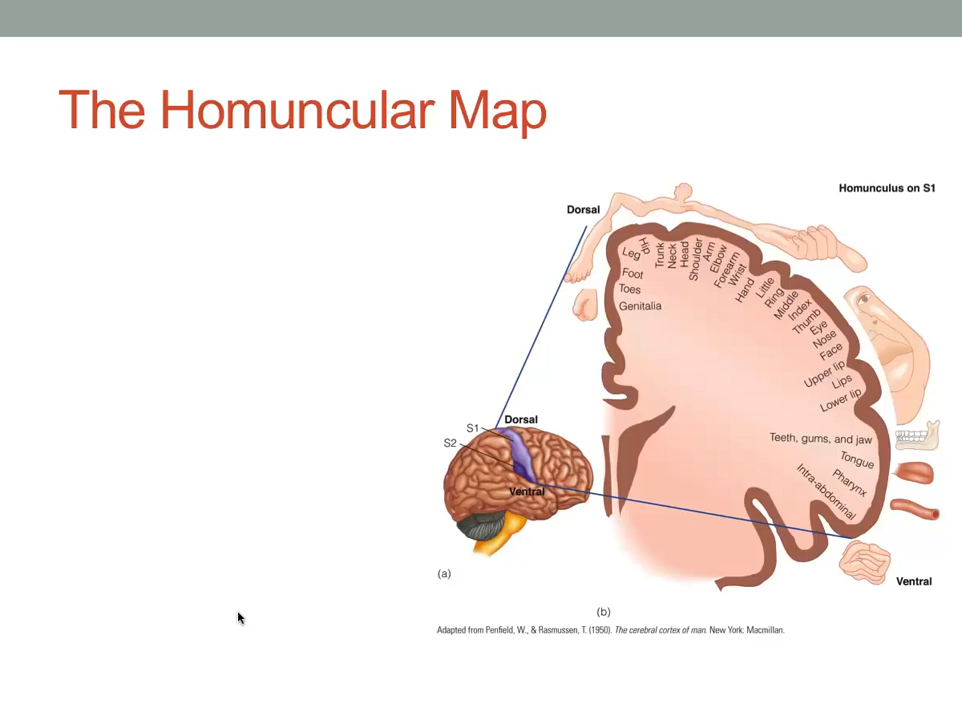 The Homuncular Map
Homunculus on S1
Dorsal
Leg
Hip
Trunk
Neck
Head
Shoulder
Arm
Elbow
Forearm
Wrist
Hand
Little
Ring
Middle
Index
Thumb
Eye
Nose
Face
Upper lip
Lips
Lower lip
Teeth, gums, and jaw
Tongue
Pharynx
Intra-abdominal
Foot
Toes
Genitalia
Dorsal
S1
S2
Ventral
Ventral
(a)
(b)
Adapted from Penfield, W., & Rasmussen, T. (1950). The cerebral cortex of man. New York: Macmillan.